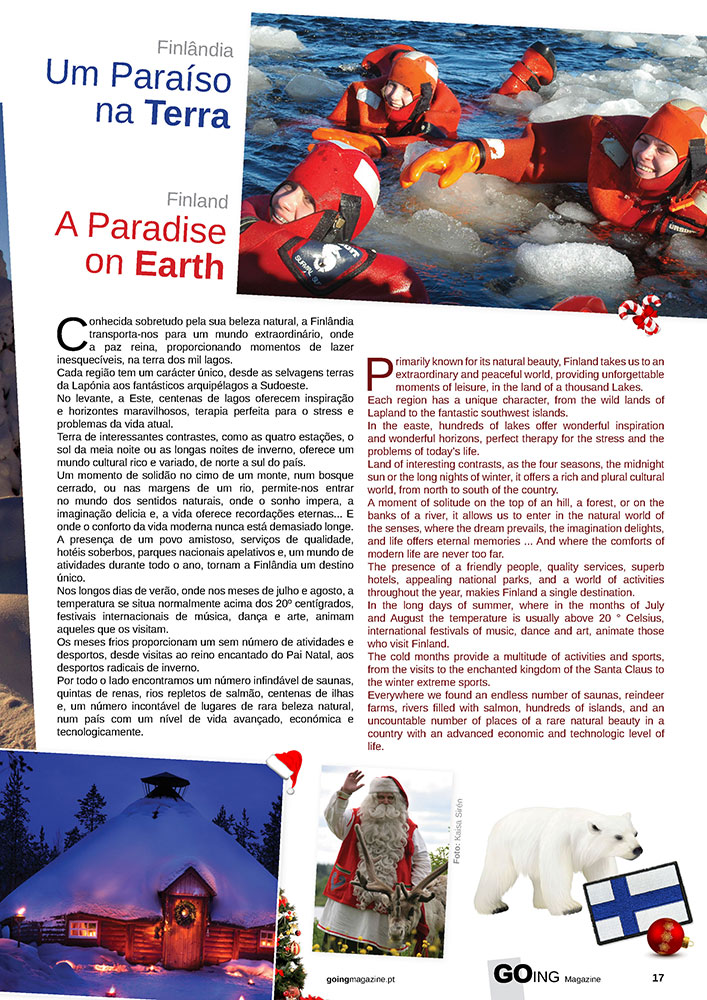 Finlândia
Um Paraíso
na Terra
Finland
A Paradise
on Earth
Conhecida sobretudo pela sua beleza natural, a Finlândia
transporta-nos para um mundo extraordinário, onde
a paz reina, proporcionando momentos de lazer
inesquecíveis, na terra dos mil lagos.
Cada região tem um carácter único, desde as selvagens terras
da Lapónia aos fantásticos arquipélagos a Sudoeste.
No levante, a Este, centenas de lagos oferecem inspiração
e horizontes maravilhosos, terapia perfeita para o stress e
problemas da vida atual.
Terra de interessantes contrastes, como as quatro estações, o
sol da meia noite ou as longas noites de inverno, oferece um
mundo cultural rico e variado, de norte a sul do país.
Um momento de solidão no cimo de um monte, num bosque
cerrado, ou nas margens de um rio, permite-nos entrar
no mundo dos sentidos naturais, onde o sonho impera, a
imaginação delicia e, a vida oferece recordações eternas... E
onde o conforto da vida moderna nunca está demasiado longe.
A presença de um povo amistoso, serviços de qualidade,
hotéis soberbos, parques nacionais apelativos e, um mundo de
atividades durante todo o ano, tornam a Finlândia um destino
único.
Nos longos dias de verão, onde nos meses de julho e agosto, a
temperatura se situa normalmente acima dos 20º centígrados,
festivais internacionais de música, dança e arte, animam
aqueles que os visitam.
Os meses frios proporcionam um sem número de atividades e
desportos, desde visitas ao reino encantado do Pai Natal, aos
desportos radicais de inverno.
Por todo o lado encontramos um número infindável de saunas,
quintas de renas, rios repletos de salmão, centenas de ilhas
e, um número incontável de lugares de rara beleza natural,
num país com um nível de vida avançado, económica e
tecnologicamente.
Primarily known for its natural beauty, Finland takes us to an
extraordinary and peaceful world, providing unforgettable
moments of leisure, in the land of a thousand Lakes.
Each region has a unique character, from the wild lands of
Lapland to the fantastic southwest islands.
In the easte, hundreds of lakes offer wonderful inspiration
and wonderful horizons, perfect therapy for the stress and the
problems of today's life.
Land of interesting contrasts, as the four seasons, the midnight
sun or the long nights of winter, it offers a rich and plural cultural
world, from north to south of the country.
A moment of solitude on the top of an hill, a forest, or on the
banks of a river, it allows us to enter in the natural world of
the senses, where the dream prevails, the imagination delights,
and life offers eternal memories ... And where the comforts of
modern life are never too far.
The presence of a friendly people, quality services, superb
hotels, appealing national parks, and a world of activities
throughout the year, makies Finland a single destination.
In the long days of summer, where in the months of July
and August the temperature is usually above 20 ° Celsius,
international festivals of music, dance and art, animate those
who visit Finland.
The cold months provide a multitude of activities and sports,
from the visits to the enchanted kingdom of the Santa Claus to
the winter extreme sports.
Everywhere we found an endless number of saunas, reindeer
farms, rivers filled with salmon, hundreds of islands, and an
uncountable number of places of a rare natural beauty in a
country with an advanced economic and technologic level of
life.
Foto: Kaisa Sirén
goingmagazine.pt
GOING Magazine
17